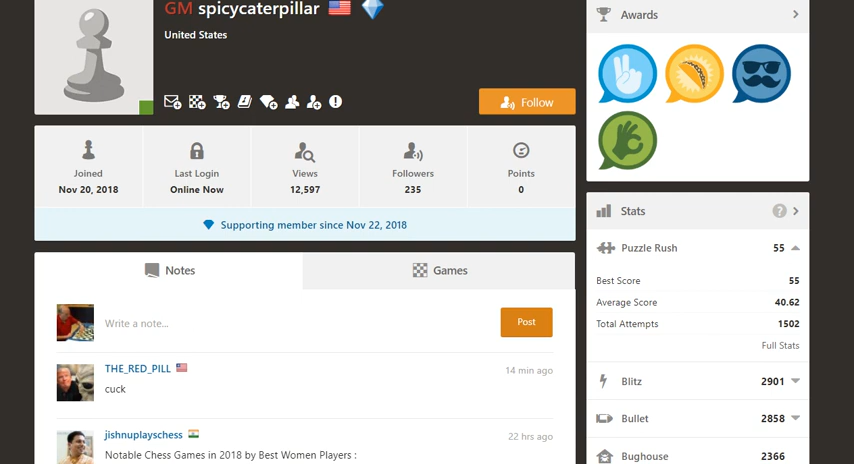 GM spicycaterpillar
United States
Follow
Joined
Nov 20, 2018
Last Login
Online Now
Views
12,597
Followers
235
Points
0
Supporting member since Nov 22, 2018
Notes
Games
Write a note...
Post
THE_RED_PILL
14 min ago
cuck
jishnuplayschess
22 hrs ago
Notable Chess Games in 2018 by Best Women Players :
Awards
Stats
?
Puzzle Rush 55
Best Score 55
Average Score 40.62
Total Attempts 1502
Full Stats
Blitz 2901
Bullet 2858
Bughouse 2366